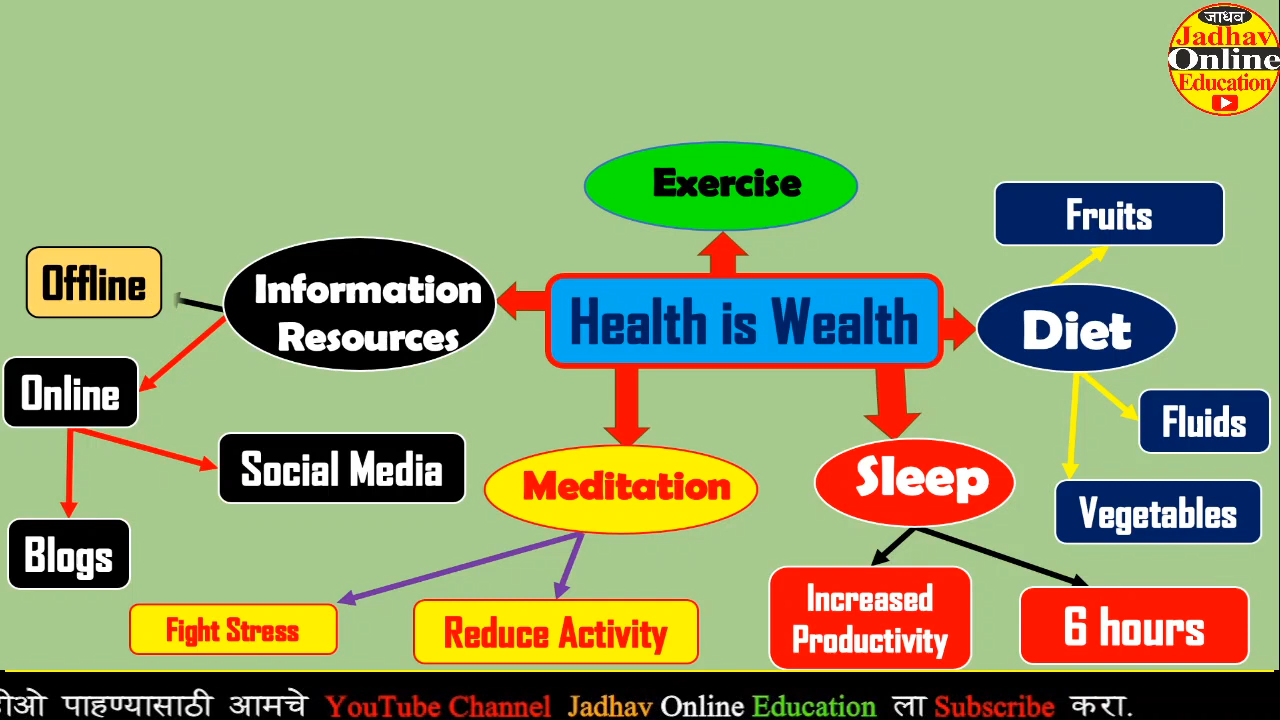 जाधव
Jadhav
Online
Education
Exercise
Fruits
Offline
Information
Resources
Health is Wealth
Diet
Online
Fluids
Social Media
Meditation
Sleep
Vegetables
Blogs
Fight Stress
Reduce Activity
Increased
Productivity
6 hours
पाहण्यासाठी आमचे YouTube Channel Jadhav Online Education ला Subscribe करा.